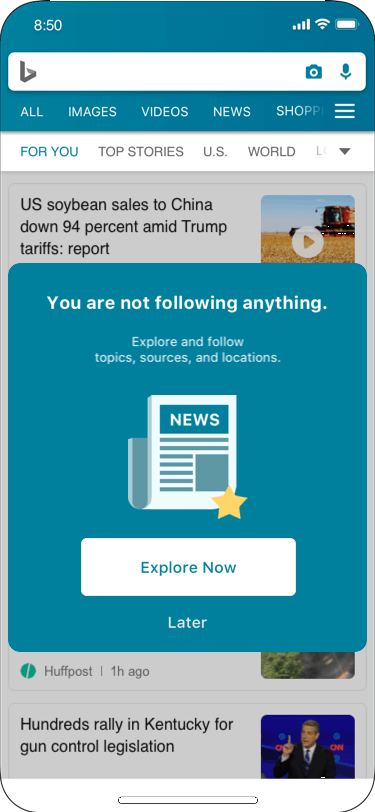 8:50
ALL IMAGES VIDEOS NEWS SHOPP
FOR YOU TOP STORIES U.S. WORLD
US soybean sales to China
down 94 percent amid Trump
tariffs: report
You are not following anything.
Explore and follow
topics, sources, and locations.
NEWS
Explore Now
Later
Huffpost | 1h ago
Hundreds rally in Kentucky for
gun control legislation
CNN